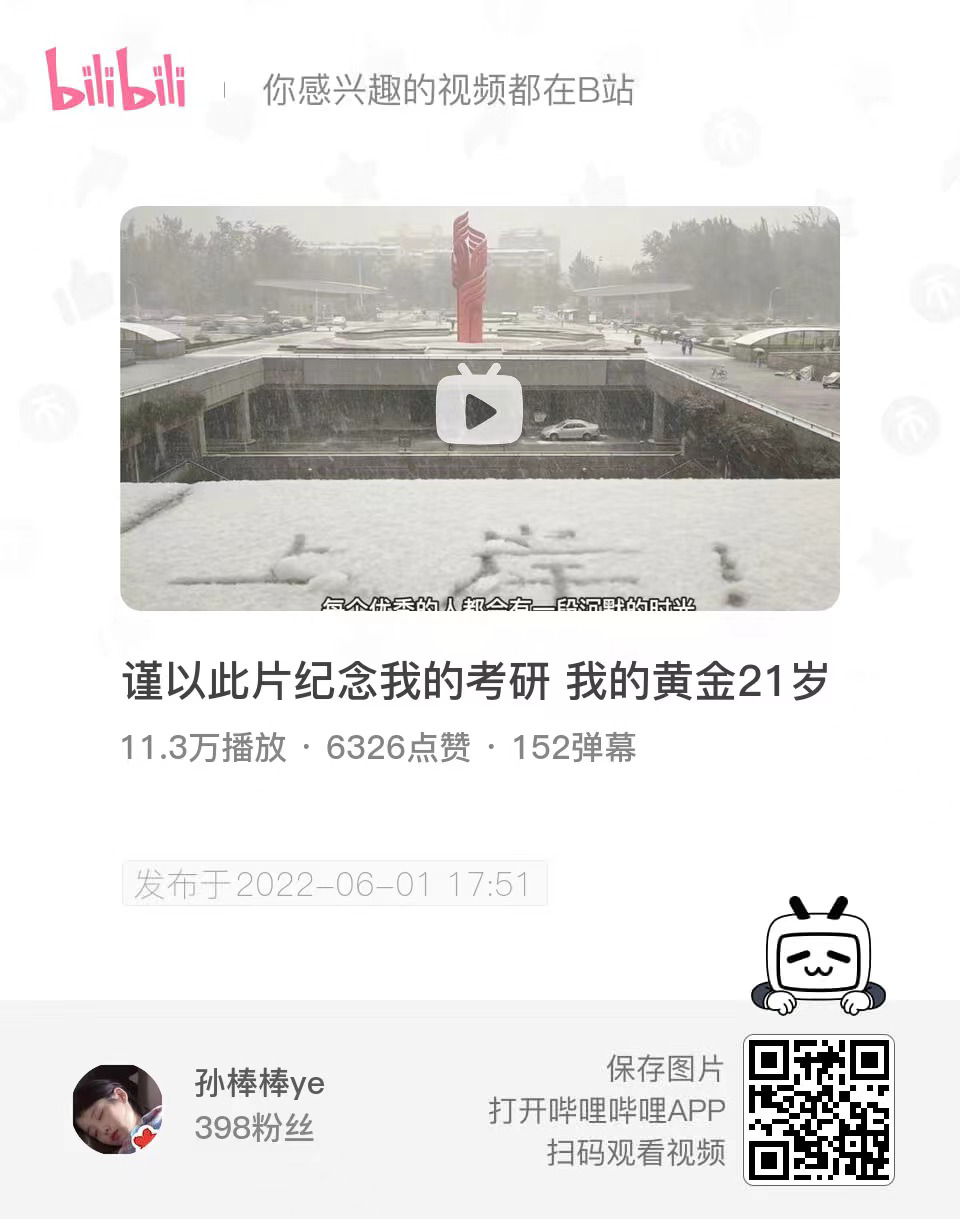 bilibili
你感兴趣的视频都在B站
上岸!
每个优秀的人都会有一段沉默的时光
谨以此片纪念我的考研 我的黄金21岁
11.3万播放 · 6326点赞 · 152弹幕
发布于2022-06-01 17:51
孙棒棒ye
398粉丝
保存图片
打开哔哩哔哩APP
扫码观看视频